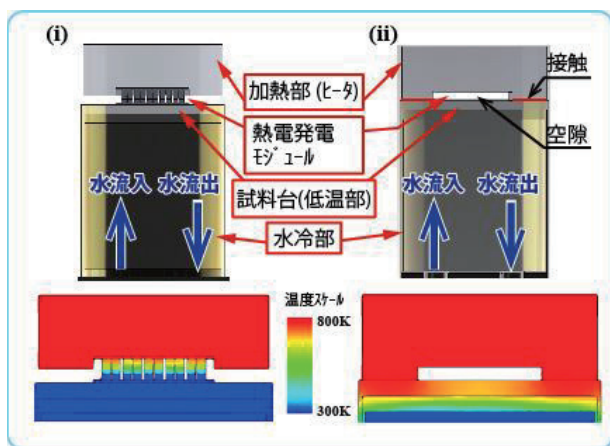 (i)
(ii)
加熱部 (ﾋｰﾀ)
接触
熱電発電
ﾓｼﾞｭｰﾙ
空隙
水流入 水流出
試料台(低温部)
水流入 水流出
水冷部
温度ｽｹｰﾙ
800K
300K